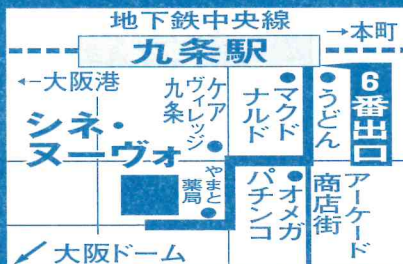 地下鉄中央線
九条駅
→本町
←大阪港
シネ・
ヌーヴォ
ケア
ヴィレッジ
九条
マクド
ナルド
うどん
6番出口
やまと
薬局
オメガ
パチンコ
アーケード
商店街
大阪ドーム